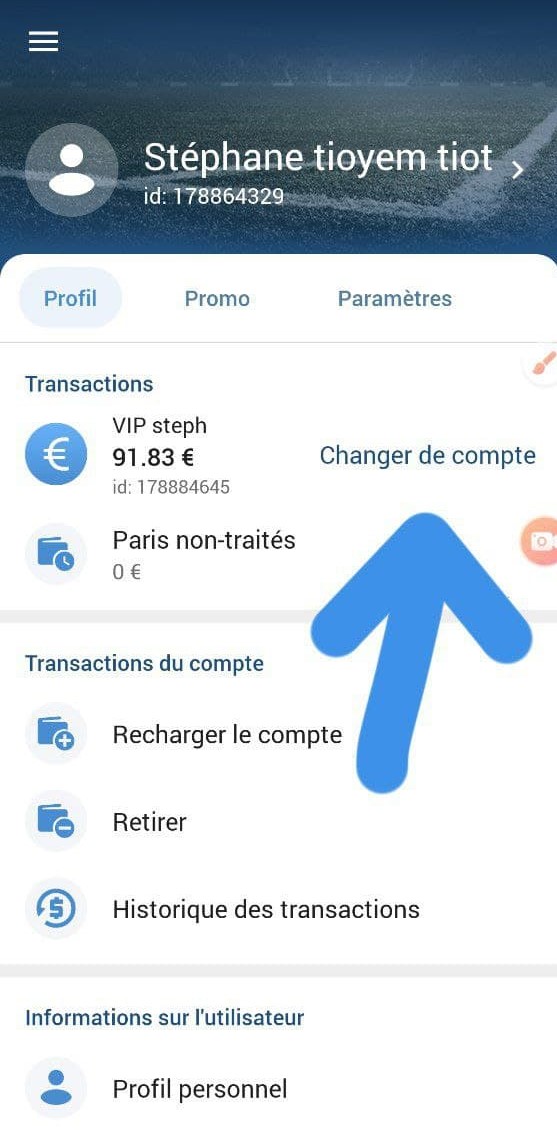 Stéphane tioyem tiot
id: 178864329
Profil
Promo
Paramètres
Transactions
VIP steph
91.83 €
id: 178884645
Changer de compte
Paris non-traités
0 €
Transactions du compte
Recharger le compte
Retirer
Historique des transactions
Informations sur l'utilisateur
Profil personnel